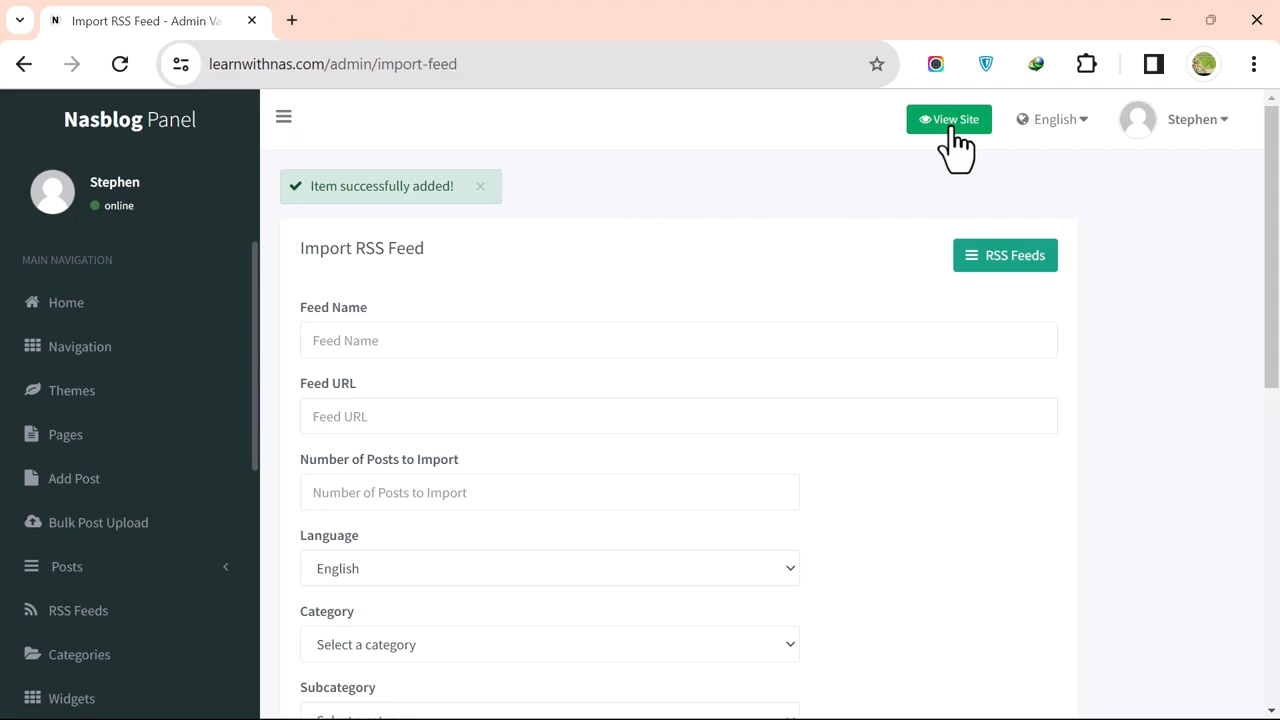 N Import RSS Feed - Admin Va
learnwithnas.com/admin/import-feed
Nasblog Panel
View Site
English
Stephen
Stephen
online
Item successfully added!
MAIN NAVIGATION
Home
Navigation
Themes
Pages
Add Post
Bulk Post Upload
Posts
RSS Feeds
Categories
Widgets
Import RSS Feed
RSS Feeds
Feed Name
Feed Name
Feed URL
Feed URL
Number of Posts to Import
Number of Posts to Import
Language
English
Category
Select a category
Subcategory